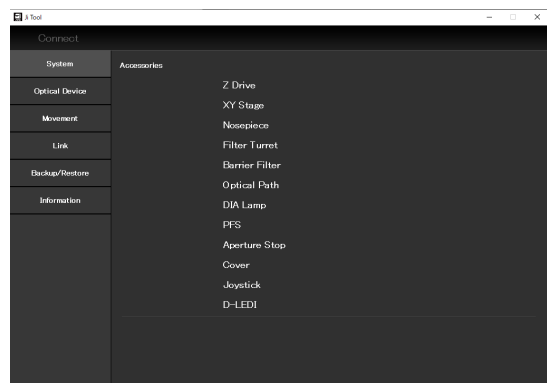 Ji Tool
Connect
System
Optical Device
Movement
Link
Backup/Restore
Information
Accessories
Z Drive
XY Stage
Nosepiece
Filter Turret
Barrier Filter
Optical Path
DIA Lamp
PFS
Aperture Stop
Cover
Joystick
D-LEDI